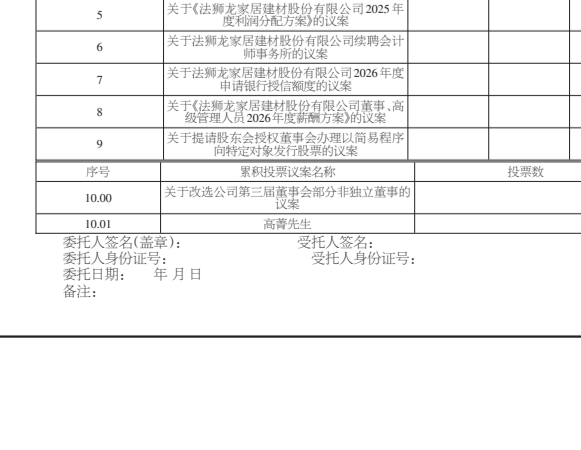 5
关于《法狮龙家居建材股份有限公司2025年
度利润分配方案》的议案
6
关于法狮龙家居建材股份有限公司续聘会计
师事务所的议案
7
关于法狮龙家居建材股份有限公司2026年度
申请银行授信额度的议案
8
关于《法狮龙家居建材股份有限公司董事、高
级管理人员2026年度薪酬方案》的议案
9
关于提请股东会授权董事会办理以简易程序
向特定对象发行股票的议案
序号 累积投票议案名称 投票数
10.00
关于改选公司第三届董事会部分非独立董事的
议案
10.01 高菁先生
委托人签名(盖章)： 受托人签名：
委托人身份证号： 受托人身份证号：
委托日期： 年 月 日
备注：